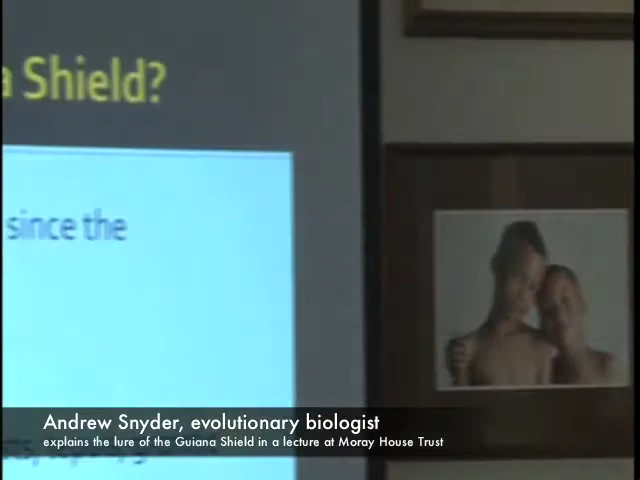 a Shield?
since the
Andrew Snyder, evolutionary biologist
explains the lure of the Guiana Shield in a lecture at Moray House Trust